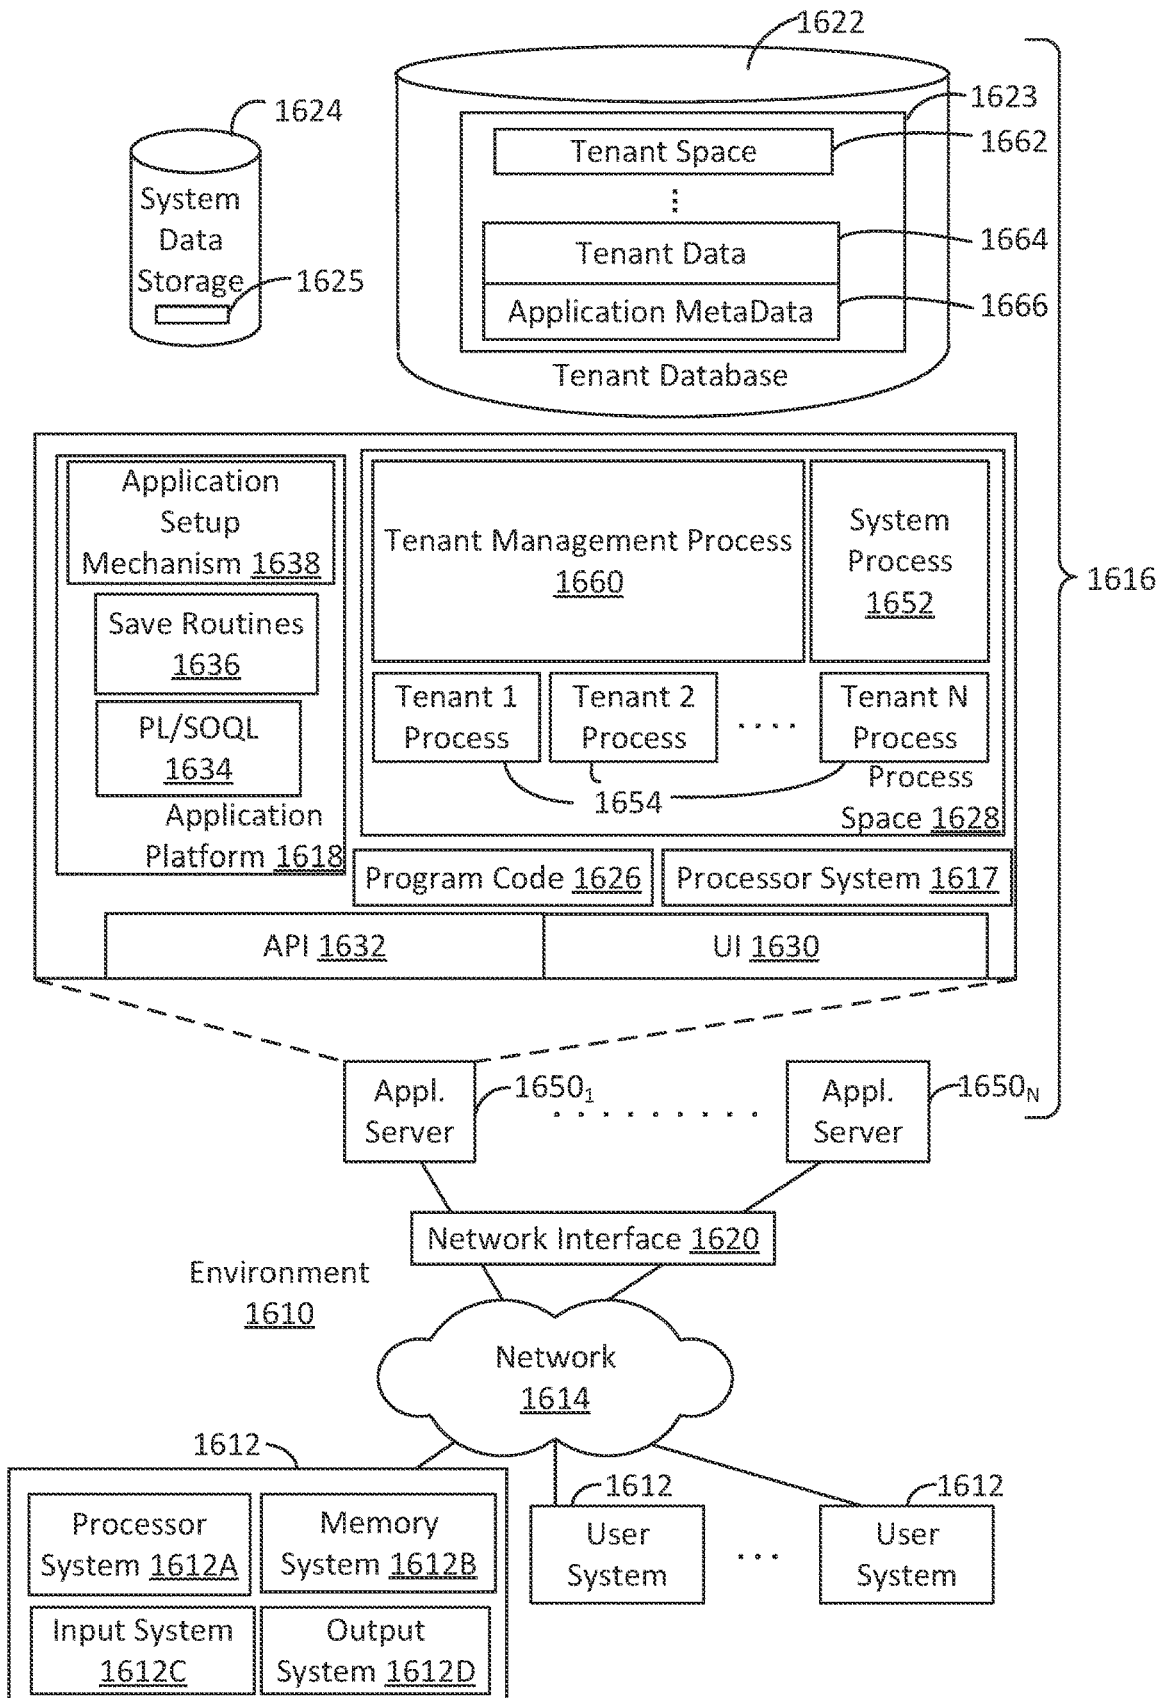 1622
1624
1623
Tenant Space
1662
System
Data
Storage
1625
Tenant Data
1664
Application MetaData
1666
Tenant Database
Application
Setup
Mechanism 1638
Tenant Management Process
1660
System
Process
1652
1616
Save Routines
1636
Tenant 1
Process
Tenant 2
Process
. . . .
Tenant N
Process
PL/SOQL
1634
1654
Process
Space 1628
Application
Platform 1618
Program Code 1626
Processor System 1617
API 1632
UI 1630
Appl.
Server
1650₁
. . . . . . . . .
Appl.
Server
1650N
Network Interface 1620
Environment
1610
Network
1614
1612
1612
1612
Processor
System 1612A
Memory
System 1612B
User
System
. . .
User
System
Input System
1612C
Output
System 1612D